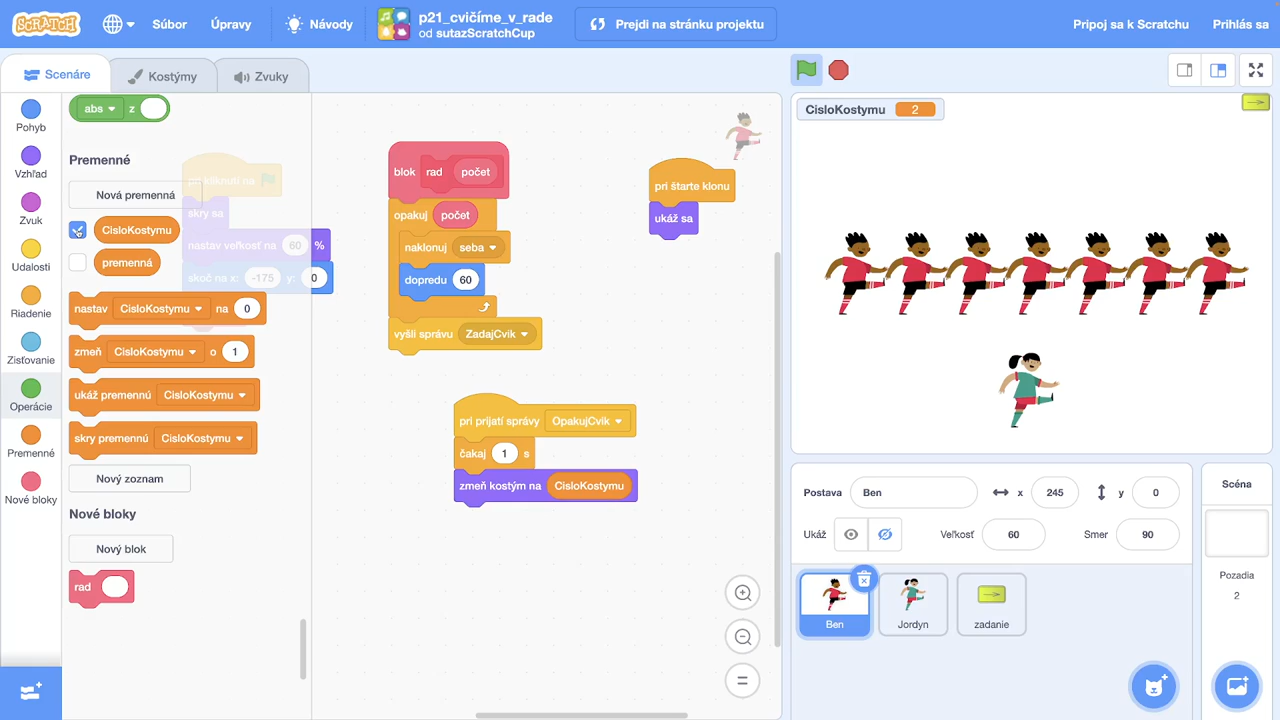 SCRATCH
Súbor
Úpravy
Návody
p21_cvičíme_v_rade
od sutazScratchCup
Prejdi na stránku projektu
Pripoj sa k Scratchu
Prihlás sa
Scenáre
Kostýmy
Zvuky
Pohyb
Vzhľad
Zvuk
Udalosti
Riadenie
Zisťovanie
Operácie
Premenné
Nové bloky
abs z
Premenné
Nová premenná
CisloKostymu
premenná
nastav CisloKostymu na 0
zmeň CisloKostymu o 1
ukáž premennú CisloKostymu
skry premennú CisloKostymu
Nový zoznam
Nové bloky
Nový blok
rad
skry sa
nastav veľkosť na 60 %
skoč na x: -175 y: 0
blok rad počet
opakuj počet
naklonuj seba
dopredu 60
vyšli správu ZadajCvik
pri štarte klonu
ukáž sa
pri prijatí správy OpakujCvik
čakaj 1 s
zmeň kostým na CisloKostymu
CisloKostymu 2
Postava Ben x 245 y 0
Ukáž Veľkosť 60 Smer 90
Ben
Jordyn
zadanie
Scéna
Pozadia
2